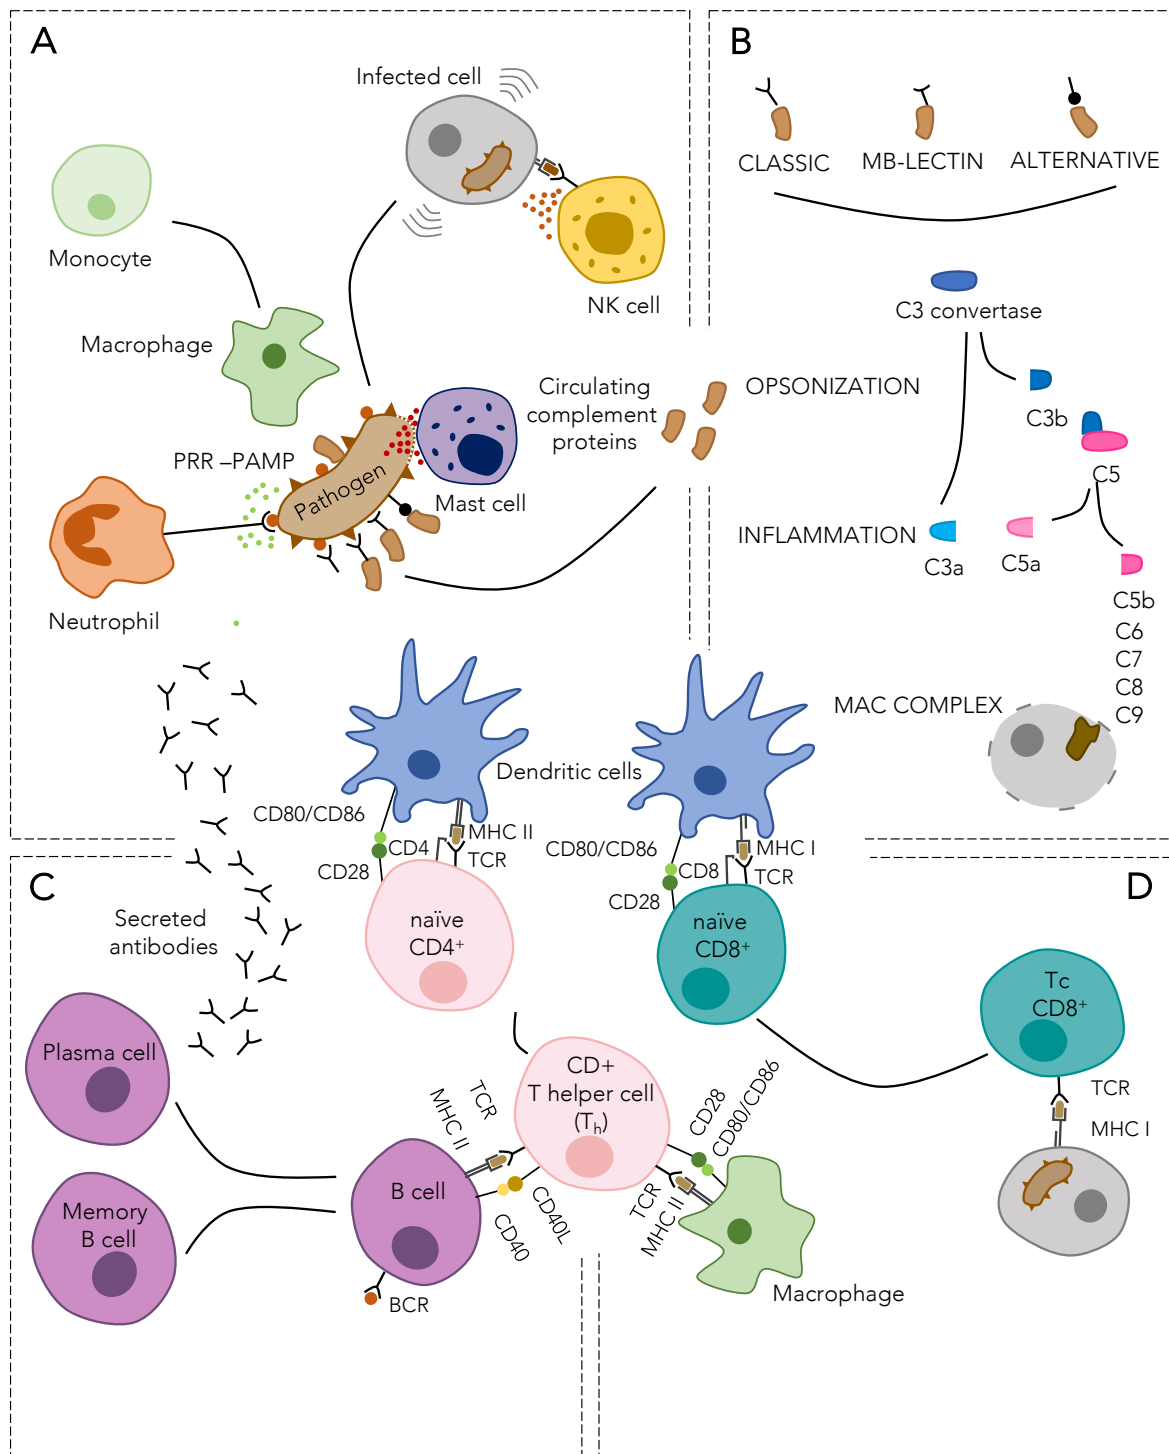 A
Infected cell
Monocyte
NK cell
Macrophage
Circulating
complement
proteins
PRR –PAMP
Pathogen
Mast cell
Neutrophil
B
CLASSIC
MB-LECTIN
ALTERNATIVE
C3 convertase
OPSONIZATION
C3b
C5
INFLAMMATION
C3a
C5a
C5b
C6
C7
C8
C9
MAC COMPLEX
Dendritic cells
CD80/CD86
MHC II
CD4
TCR
CD28
naïve
CD4⁺
CD80/CD86
MHC I
CD8
TCR
CD28
naïve
CD8⁺
C
Secreted
antibodies
Plasma cell
Memory
B cell
B cell
BCR
TCR
MHC II
CD40
CD40L
CD+
T helper cell
(Tₕ)
CD28
CD80/CD86
TCR
MHC II
Macrophage
D
Tc
CD8⁺
TCR
MHC I